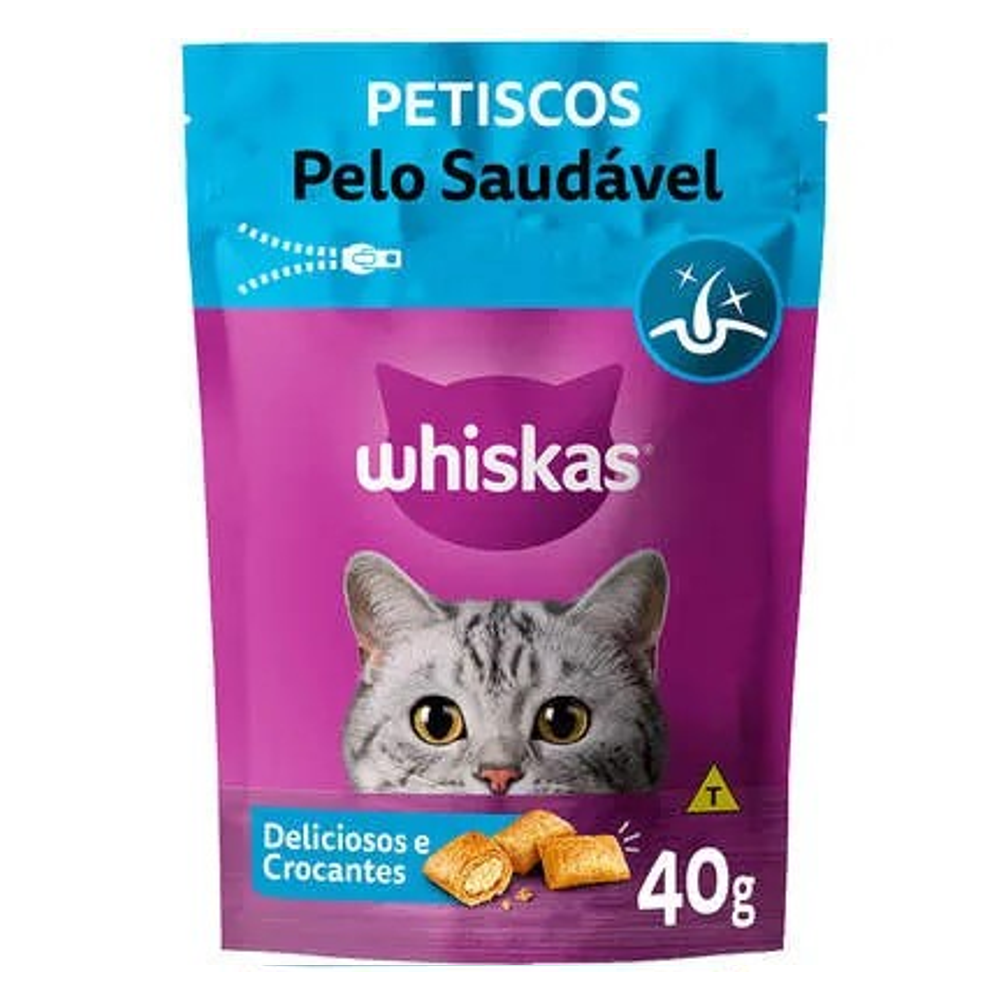 PETISCOS
Pelo Saudável
whiskas®
T
Deliciosos e
Crocantes
40g